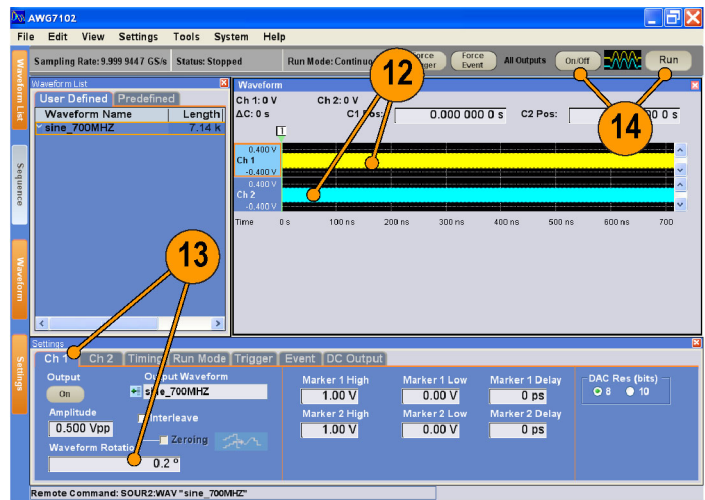 AWG7102
File Edit View Settings Tools System Help
Sampling Rate: 9.999 944 7 GS/s Status: Stopped Run Mode: Force Force Event All Outputs On/Off Run
Waveform List
Sequence
Waveform
Settings
Waveform List
User Defined Predefined
Waveform Name Length
sine_700MHZ 7.14 k
Waveform
Ch 1: 0 V Ch 2: 0 V
ΔC: 0 s C1 Pos: 0.000 000 0 s C2 Pos: 0 s
1
0.400 V
Ch 1
-0.400 V
0.400 V
Ch 2
-0.400 V
Time 0 s 100 ns 200 ns 300 ns 400 ns 500 ns 600 ns 700
12
14
13
Settings
Ch 1 Ch 2 Timing Run Mode Trigger Event DC Output
Output Output Waveform
On sine_700MHZ
Amplitude
0.500 Vpp
Interleave
Zeroing
Waveform Rotation
0.2 °
Marker 1 High Marker 1 Low Marker 1 Delay
1.00 V 0.00 V 0 ps
Marker 2 High Marker 2 Low Marker 2 Delay
1.00 V 0.00 V 0 ps
DAC Res (bits)
8 10
Remote Command: SOUR2:WAV "sine_700MHZ"